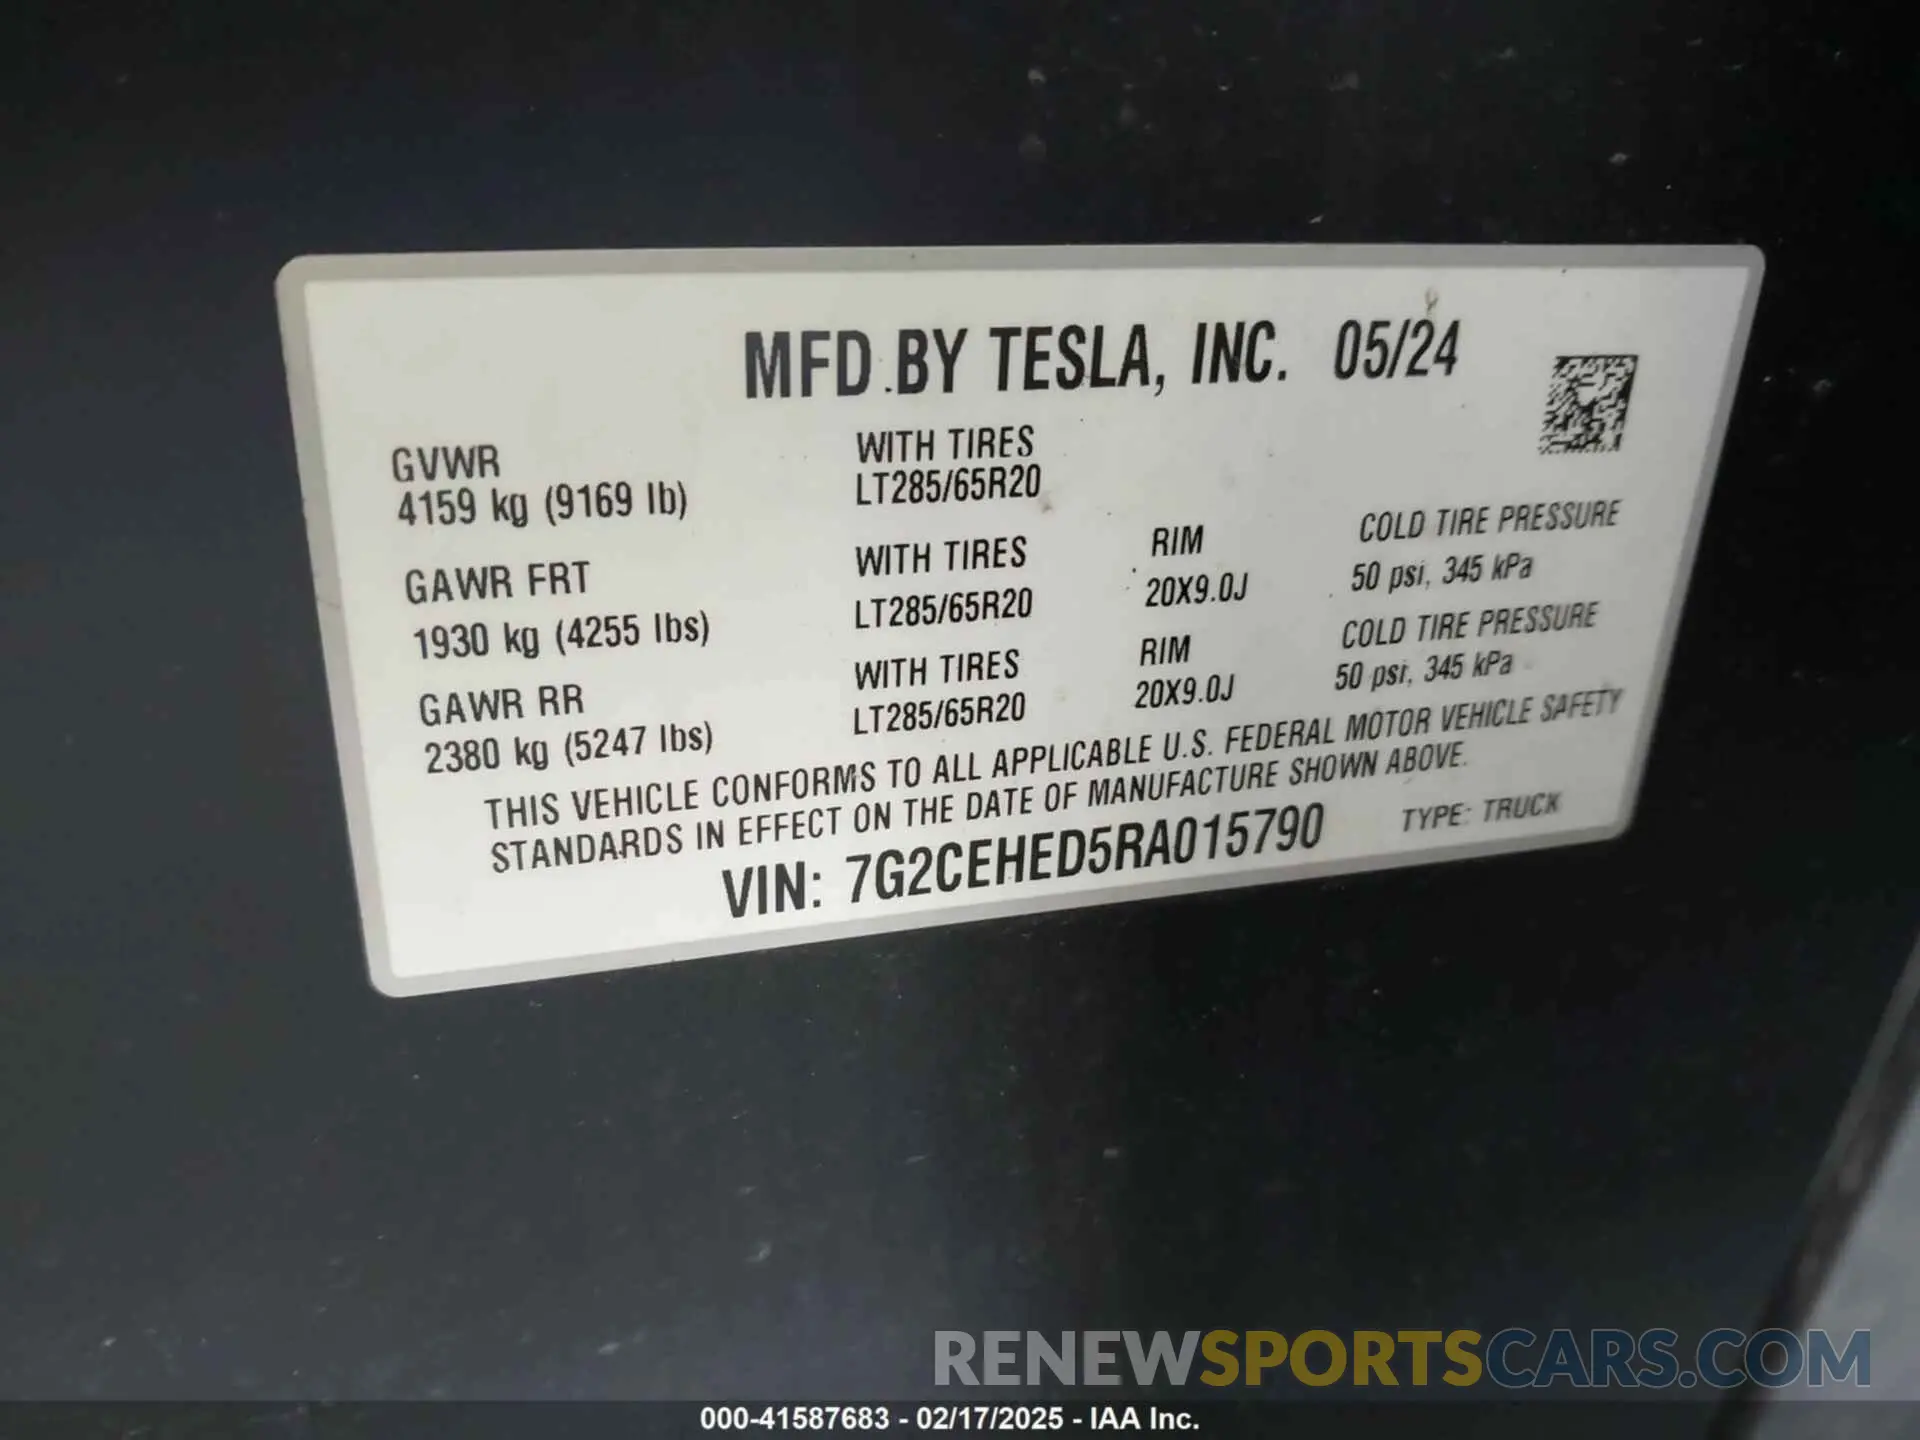 MFD.BY TESLA, INC. 05/24
GVWR WITH TIRES
4159 kg (9169 lb) LT285/65R20
GAWR FRT WITH TIRES RIM COLD TIRE PRESSURE
1930 kg (4255 lbs) LT285/65R20 20X9.0J 50 psi, 345 kPa
GAWR RR WITH TIRES RIM COLD TIRE PRESSURE
2380 kg (5247 lbs) LT285/65R20 20X9.0J 50 psi, 345 kPa
THIS VEHICLE CONFORMS TO ALL APPLICABLE U.S. FEDERAL MOTOR VEHICLE SAFETY
STANDARDS IN EFFECT ON THE DATE OF MANUFACTURE SHOWN ABOVE.
VIN: 7G2CEHED5RA015790 TYPE: TRUCK
RENEWSPORTSCARS.COM
000-41587683 - 02/17/2025 - IAA Inc.